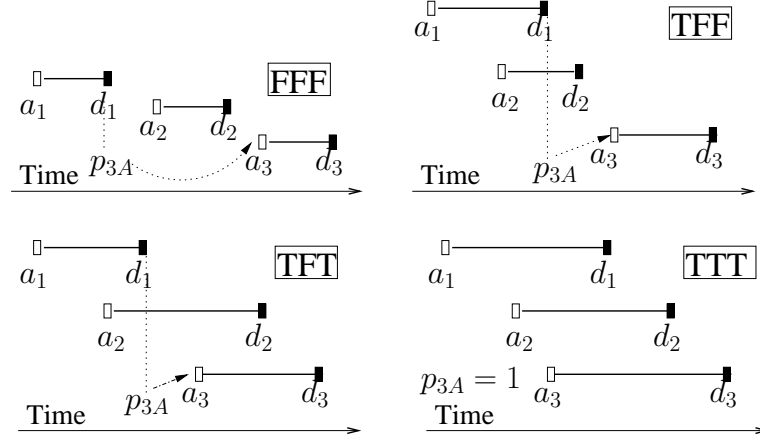 FFF
a₁ d₁ a₂ d₂
p₃A a₃ d₃
Time
a₁ d₁ TFF
a₂ d₂
p₃A a₃ d₃
Time
TFT
a₁ d₁
a₂ d₂
p₃A a₃ d₃
Time
TTT
a₁ d₁
a₂ d₂
p₃A = 1 a₃ d₃
Time